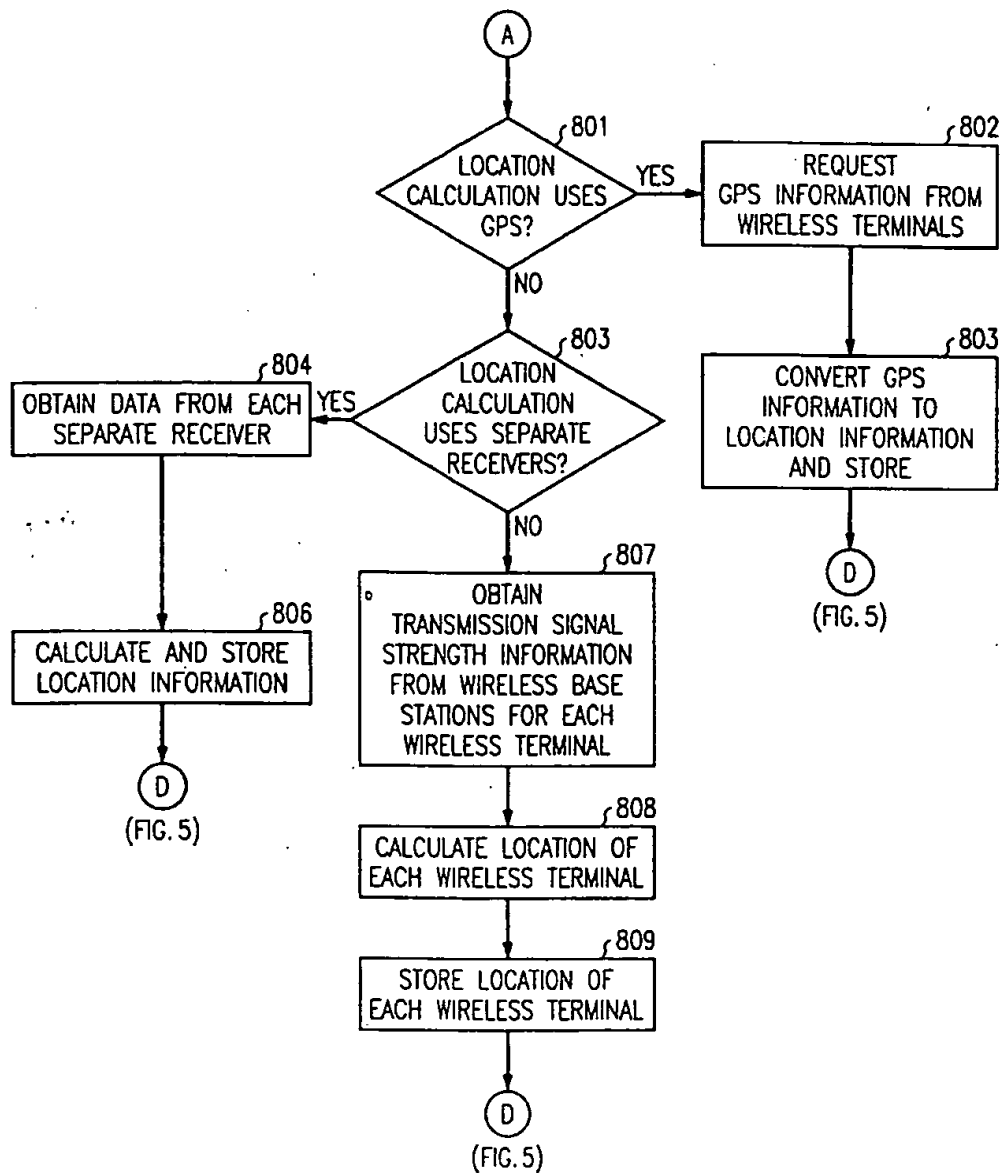 A
801
LOCATION
CALCULATION USES
GPS?
YES
NO
802
REQUEST
GPS INFORMATION FROM
WIRELESS TERMINALS
803
CONVERT GPS
INFORMATION TO
LOCATION INFORMATION
AND STORE
D
(FIG. 5)
803
LOCATION
CALCULATION
USES SEPARATE
RECEIVERS?
YES
NO
804
OBTAIN DATA FROM EACH
SEPARATE RECEIVER
806
CALCULATE AND STORE
LOCATION INFORMATION
D
(FIG. 5)
807
OBTAIN
TRANSMISSION SIGNAL
STRENGTH INFORMATION
FROM WIRELESS BASE
STATIONS FOR EACH
WIRELESS TERMINAL
808
CALCULATE LOCATION OF
EACH WIRELESS TERMINAL
809
STORE LOCATION OF
EACH WIRELESS TERMINAL
D
(FIG. 5)